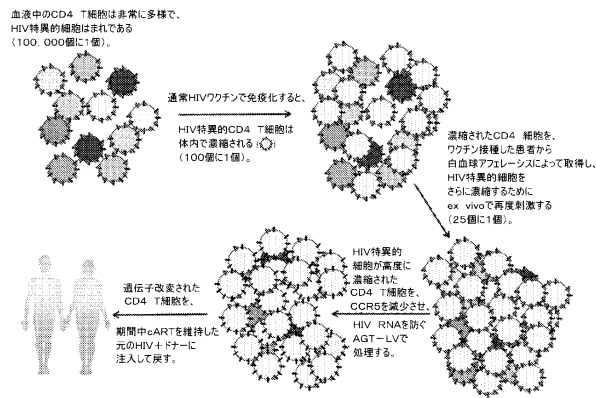 血液中のCD4 T細胞は非常に多様で、
HIV特異的細胞はまれである
(100,000個に1個)。
通常HIVワクチンで免疫化すると、
HIV特異的CD4 T細胞は
体内で濃縮される{ }
(100個に1個)。
濃縮されたCD4 細胞を、
ワクチン接種した患者から
白血球アフェレーシスによって取得し、
HIV特異的細胞を
さらに濃縮するために
ex vivoで再度刺激する
(25個に1個)。
HIV特異的
細胞が高度に
濃縮された
CD4 T細胞を、
CCR5を減少させ、
HIV RNAを防ぐ
AGT-LVで
処理する。
遺伝子改変された
CD4 T細胞を、
期間中cARTを維持した
元のHIV+ドナーに
注入して戻す。